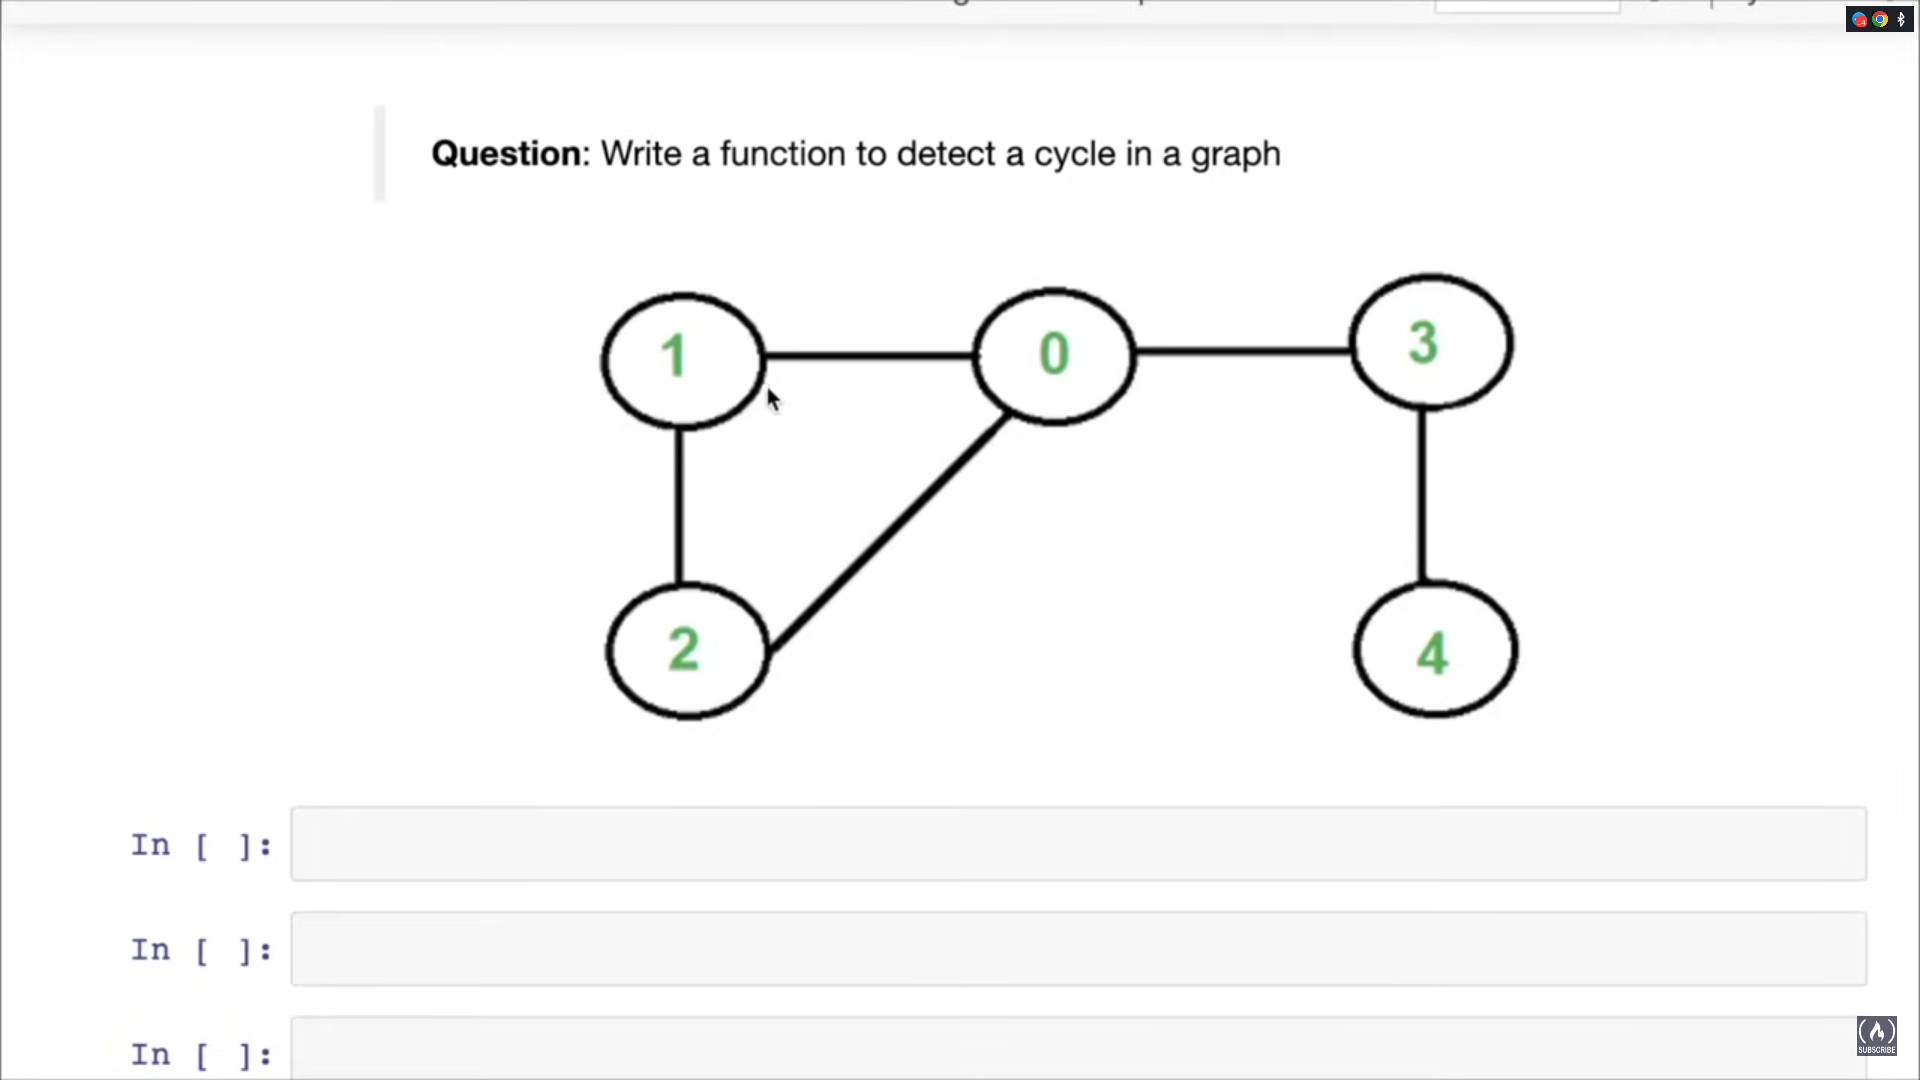 Question: Write a function to detect a cycle in a graph
1 0 3
2 4
In [ ]:
In [ ]:
In [ ]:
SUBSCRIBE